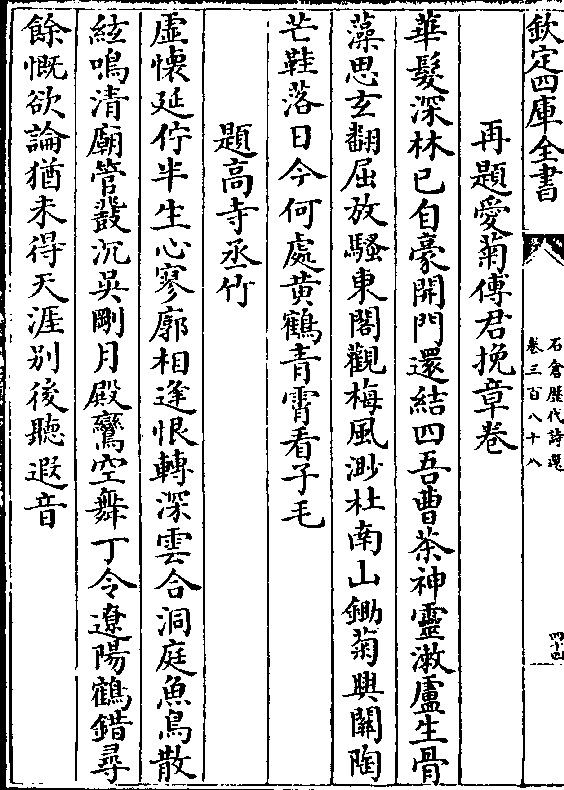 欽定四庫全書
石倉歷代詩選
卷三百八十八
四十四
再題愛菊傅君挽章卷
華髮深林已自豪開門還結四吾曹茶神靈漱盧生骨
藻思玄翻屈放騷東閣觀梅風渺杜南山鋤菊興關陶
芒鞋落日今何處黃鶴青霄看子毛
題高寺丞竹
虛懷延佇半生心寥廓相逢恨轉深雲合洞庭魚鳥散
絃鳴清廟管鼗沉吳剛月殿鸞空舞丁令遼陽鶴錯尋
餘慨欲論猶未得天涯别後聽遐音